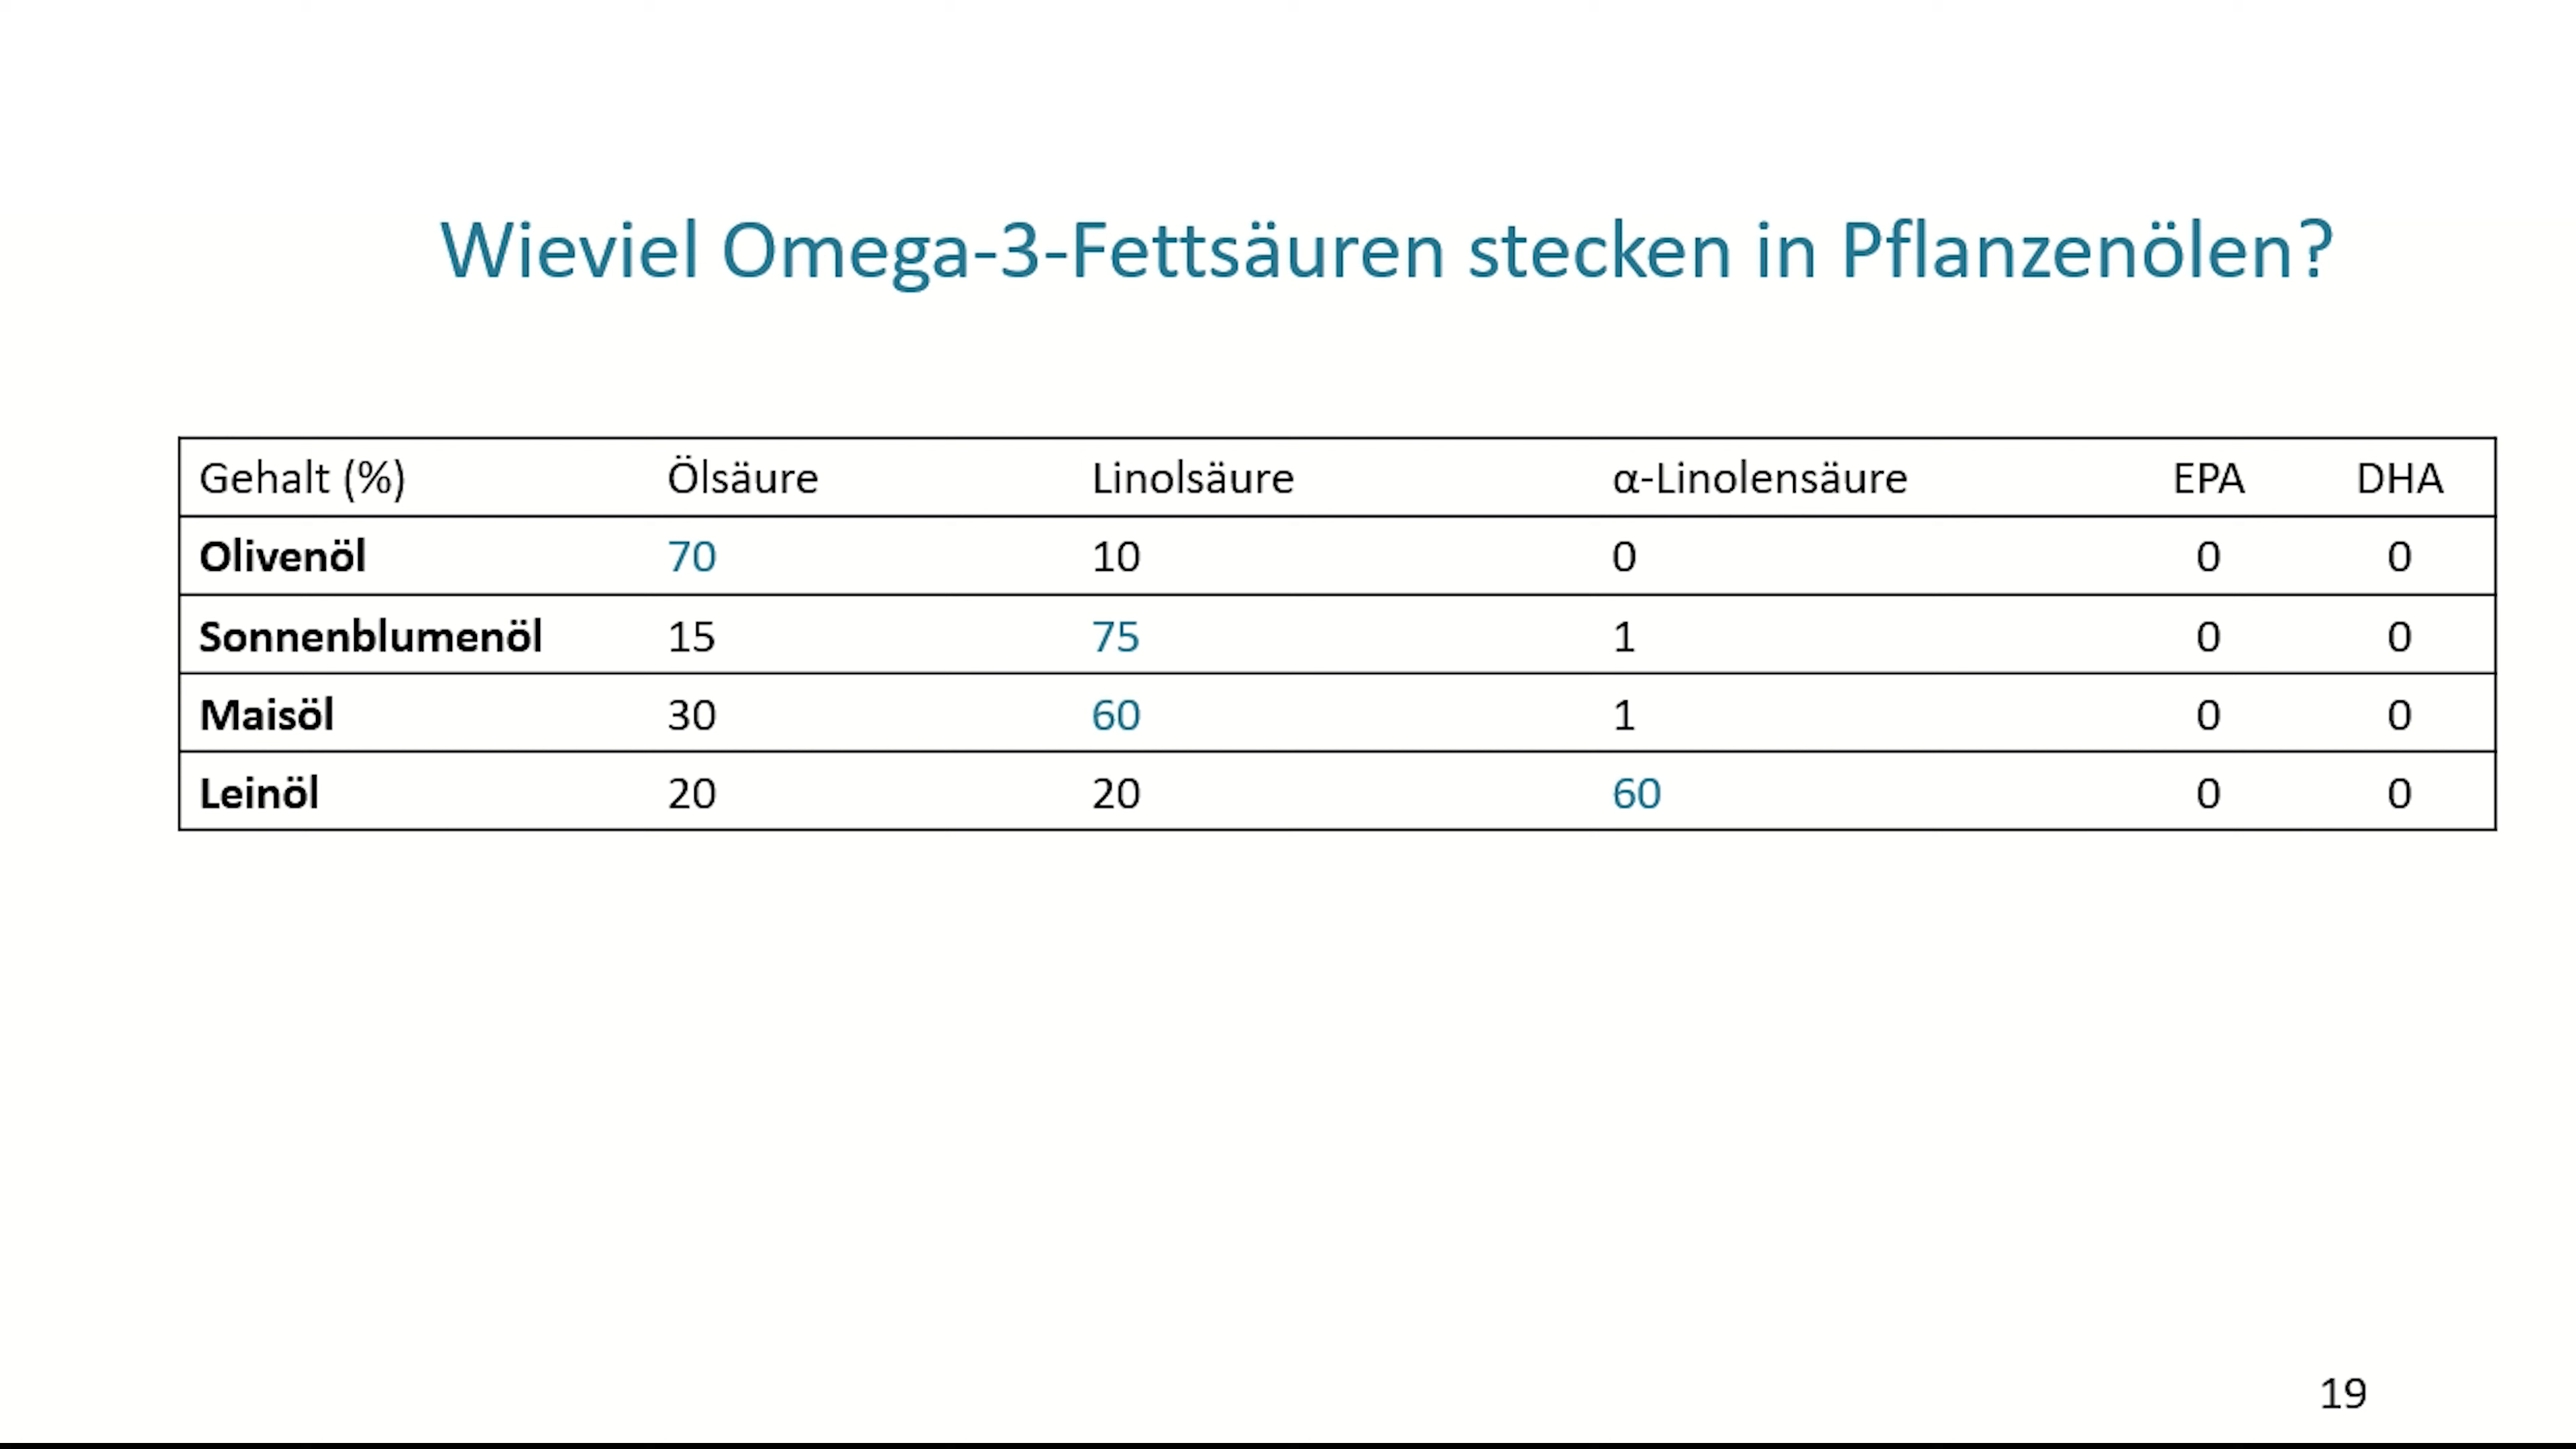 Wieviel Omega-3-Fettsäuren stecken in Pflanzenölen?
Gehalt (%) Ölsäure Linolsäure α-Linolensäure EPA DHA
Olivenöl 70 10 0 0 0
Sonnenblumenöl 15 75 1 0 0
Maisöl 30 60 1 0 0
Leinöl 20 20 60 0 0
19